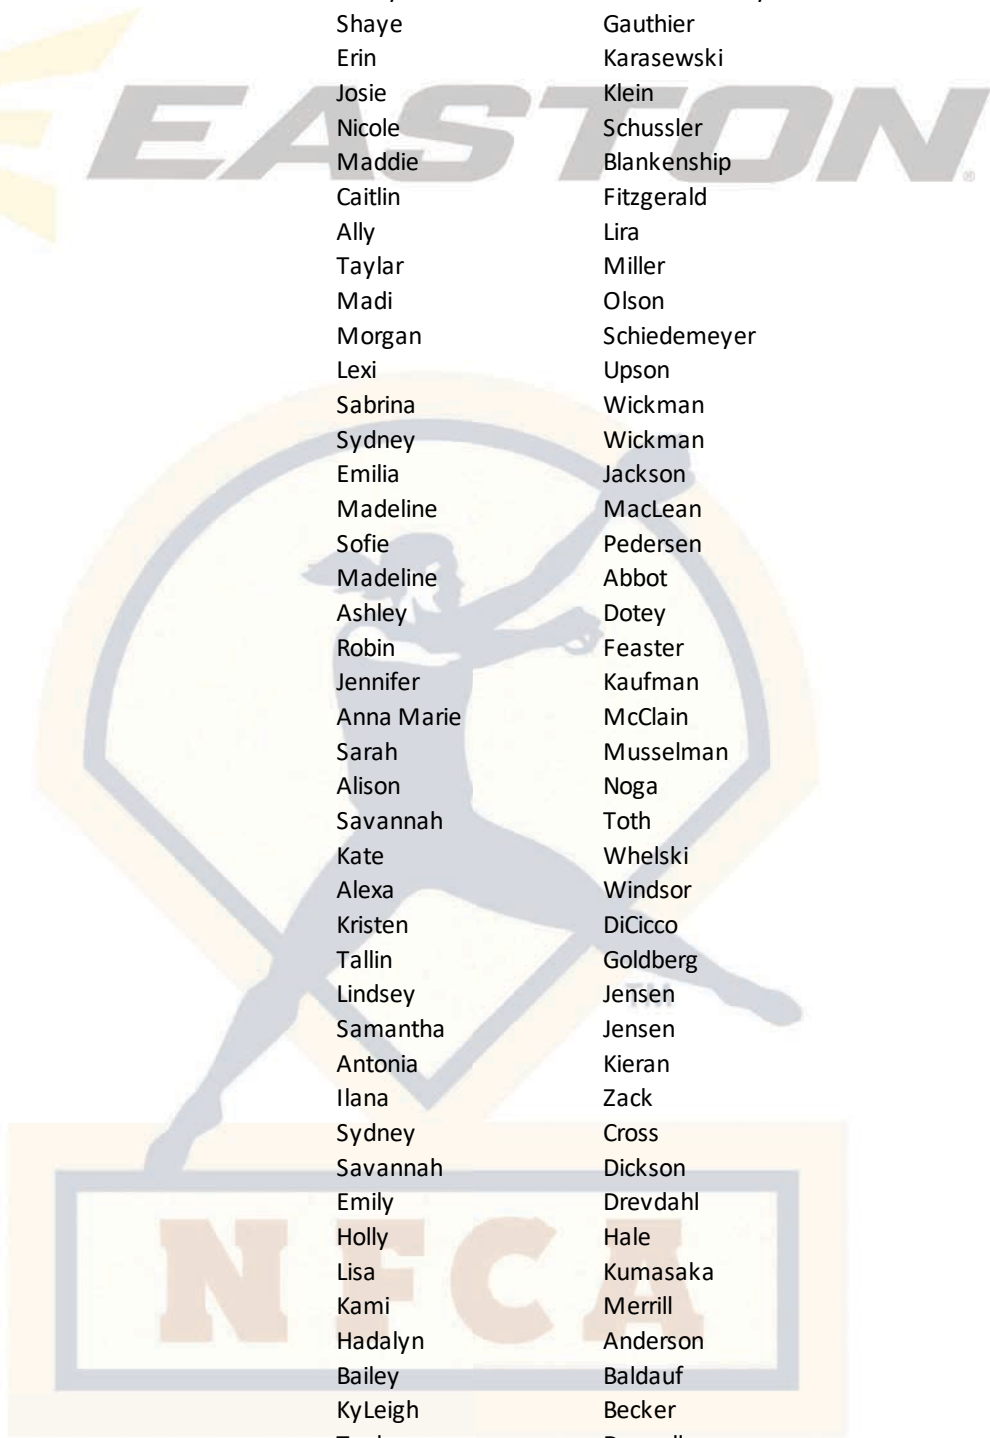 Shaye Gauthier
Erin Karasewski
EASTON
Josie Klein
Nicole Schussler
Maddie Blankenship
Caitlin Fitzgerald
Ally Lira
Taylar Miller
Madi Olson
Morgan Schiedemeyer
Lexi Upson
Sabrina Wickman
Sydney Wickman
Emilia Jackson
Madeline MacLean
Sofie Pedersen
Madeline Abbot
Ashley Dotey
Robin Feaster
Jennifer Kaufman
Anna Marie McClain
Sarah Musselman
Alison Noga
Savannah Toth
Kate Whelski
Alexa Windsor
Kristen DiCicco
Tallin Goldberg
Lindsey Jensen
TM
Samantha Jensen
Antonia Kieran
Ilana Zack
Sydney Cross
Savannah Dickson
Emily Drevdahl
Holly Hale
Lisa Kumasaka
NFCA
Kami Merrill
Hadalyn Anderson
Bailey Baldauf
KyLeigh Becker